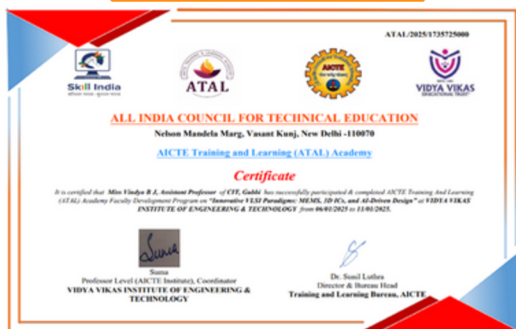 ATAL/2025/1735725000
Skill India
ATAL
AICTE
VIDYA VIKAS
EDUCATIONAL TRUST
ALL INDIA COUNCIL FOR TECHNICAL EDUCATION
Nelson Mandela Marg, Vasant Kunj, New Delhi -110070
AICTE Training and Learning (ATAL) Academy
Certificate
It is certified that Miss Vindya B J, Assistant Professor of CIT, Gubbi has successfully participated & completed AICTE Training And Learning
(ATAL) Academy Faculty Development Program on "Innovative VLSI Paradigms: MEMS, 3D ICs, and AI-Driven Design" at VIDYA VIKAS
INSTITUTE OF ENGINEERING & TECHNOLOGY from 06/01/2025 to 11/01/2025.
Suma
Suma
Professor Level (AICTE Institute), Coordinator
VIDYA VIKAS INSTITUTE OF ENGINEERING &
TECHNOLOGY
Dr. Sunil Luthra
Director & Bureau Head
Training and Learning Bureau, AICTE